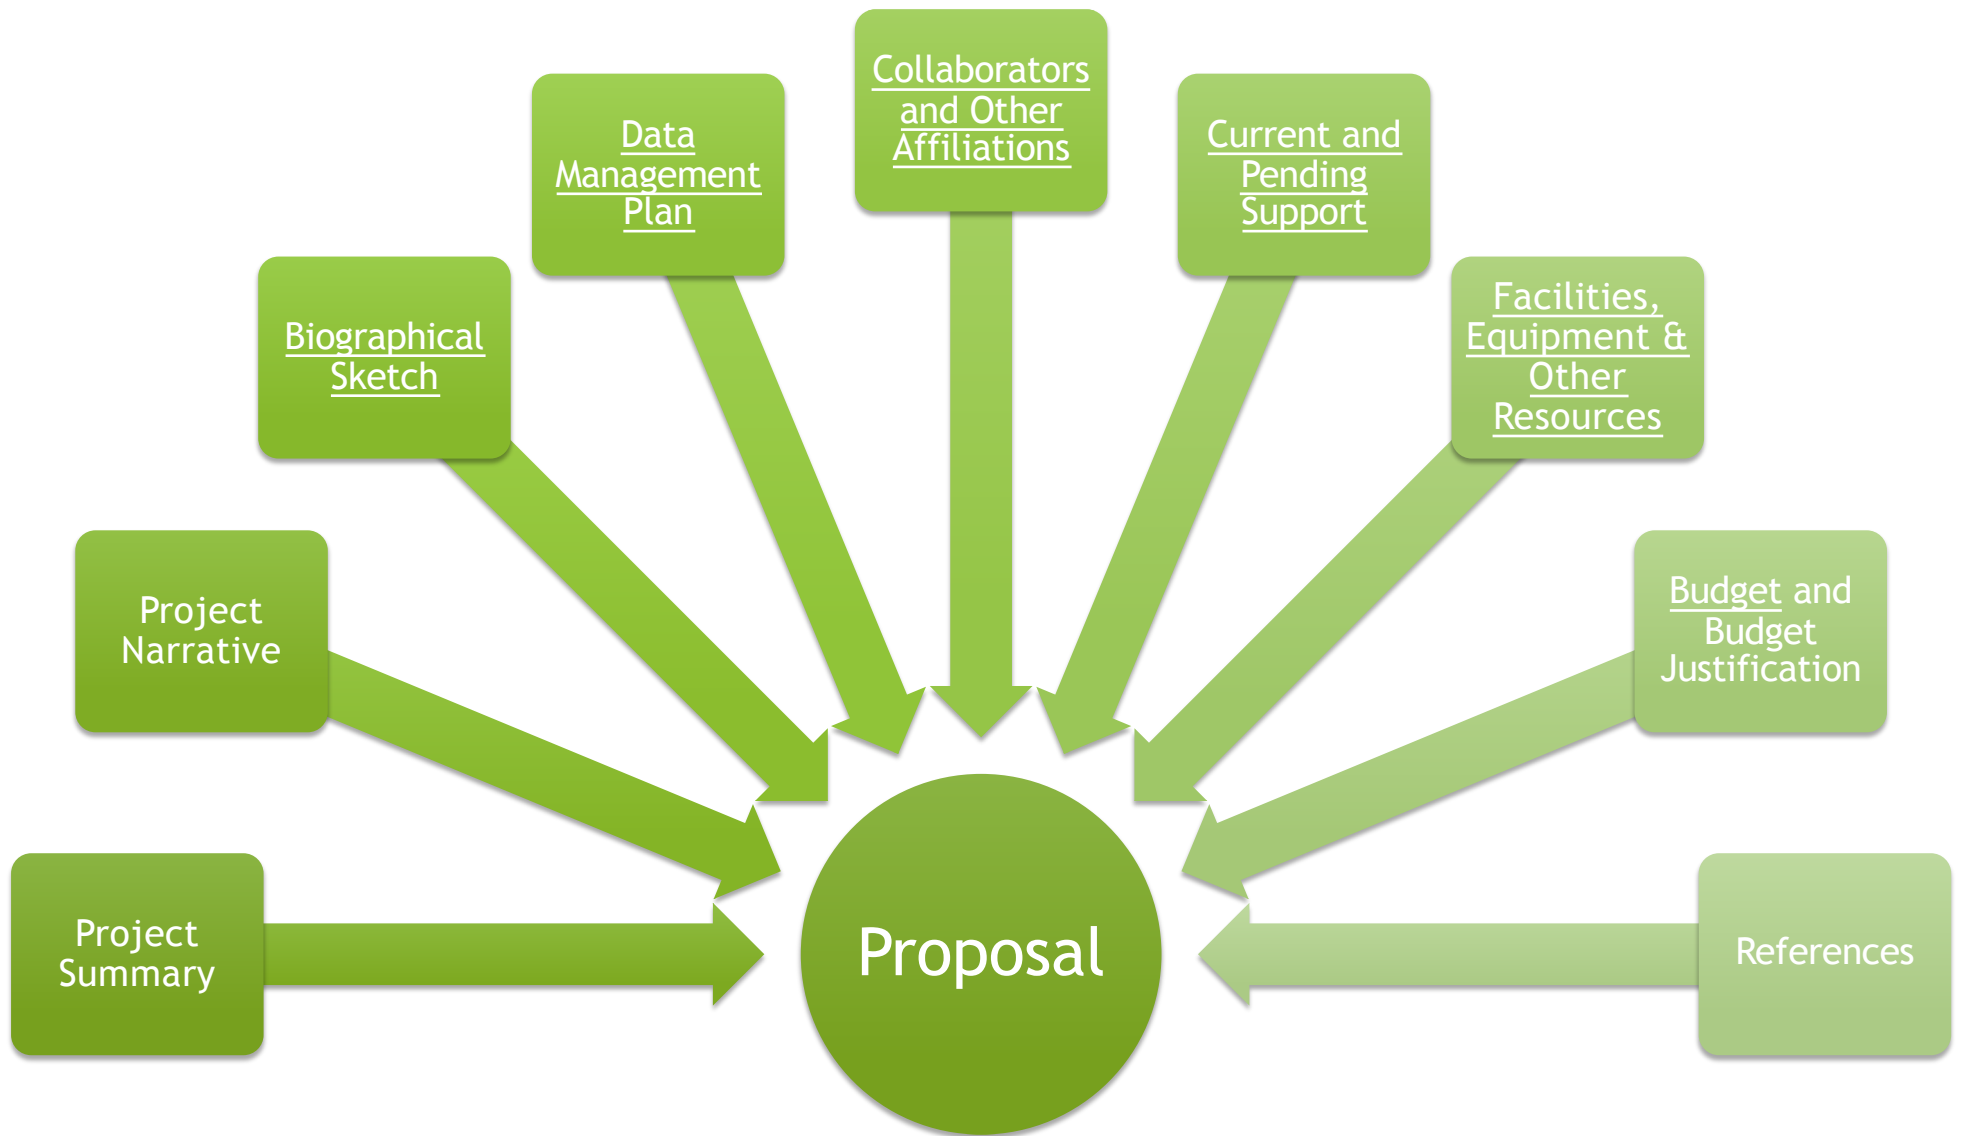 Collaborators
and Other
Affiliations
Data
Management
Plan
Current and
Pending
Support
Biographical
Sketch
Facilities,
Equipment &
Other
Resources
Project
Narrative
Budget and
Budget
Justification
Project
Summary
Proposal
References